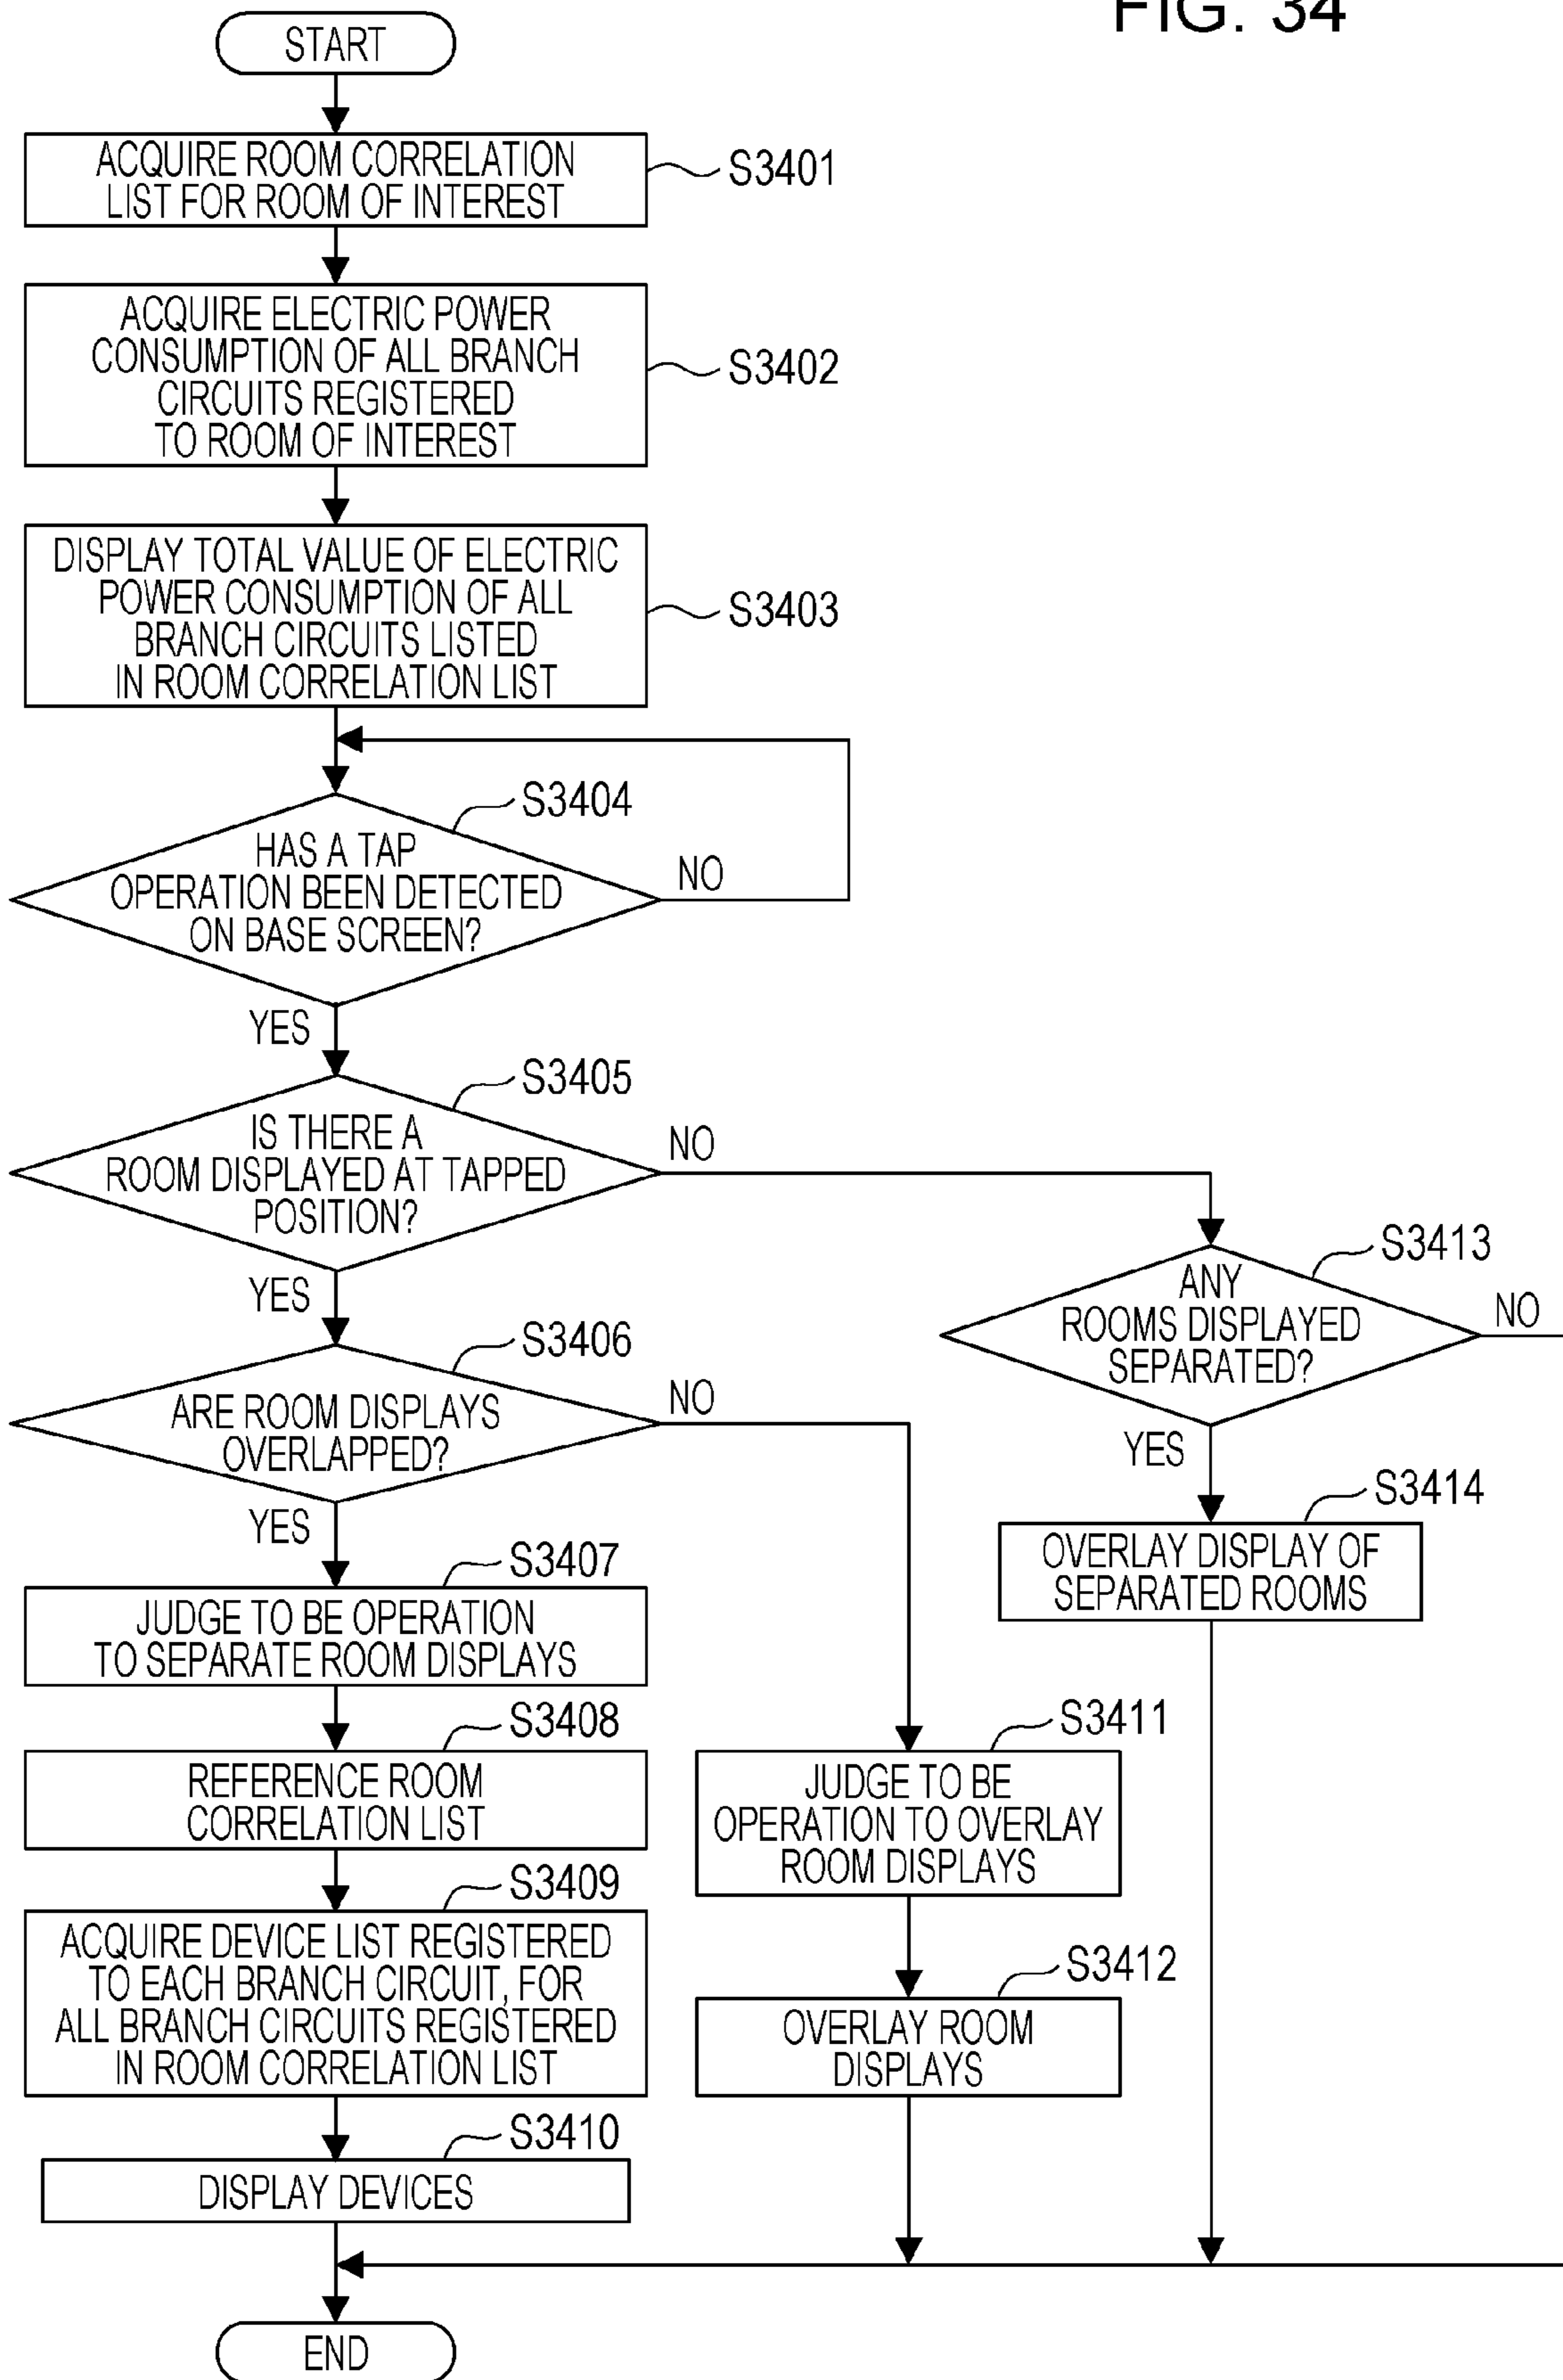 FIG. 34
START
ACQUIRE ROOM CORRELATION
LIST FOR ROOM OF INTEREST
S3401
ACQUIRE ELECTRIC POWER
CONSUMPTION OF ALL BRANCH
CIRCUITS REGISTERED
TO ROOM OF INTEREST
S3402
DISPLAY TOTAL VALUE OF ELECTRIC
POWER CONSUMPTION OF ALL
BRANCH CIRCUITS LISTED
IN ROOM CORRELATION LIST
S3403
S3404
HAS A TAP
OPERATION BEEN DETECTED
ON BASE SCREEN?
NO
YES
S3405
IS THERE A
ROOM DISPLAYED AT TAPPED
POSITION?
NO
YES
S3406
ARE ROOM DISPLAYS
OVERLAPPED?
NO
YES
S3407
JUDGE TO BE OPERATION
TO SEPARATE ROOM DISPLAYS
S3408
REFERENCE ROOM
CORRELATION LIST
S3409
ACQUIRE DEVICE LIST REGISTERED
TO EACH BRANCH CIRCUIT, FOR
ALL BRANCH CIRCUITS REGISTERED
IN ROOM CORRELATION LIST
S3410
DISPLAY DEVICES
S3411
JUDGE TO BE
OPERATION TO OVERLAY
ROOM DISPLAYS
S3412
OVERLAY ROOM
DISPLAYS
S3413
ANY
ROOMS DISPLAYED
SEPARATED?
NO
YES
S3414
OVERLAY DISPLAY OF
SEPARATED ROOMS
END